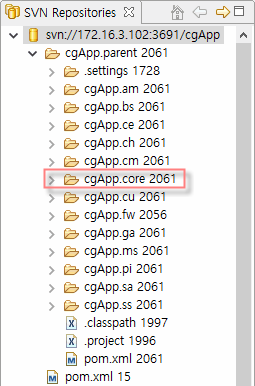 SVN Repositories
svn://172.16.3.102:3691/cgApp
cgApp.parent 2061
.settings 1728
cgApp.am 2061
cgApp.bs 2061
cgApp.ce 2061
cgApp.ch 2061
cgApp.cm 2061
cgApp.core 2061
cgApp.cu 2061
cgApp.fw 2056
cgApp.ga 2061
cgApp.ms 2061
cgApp.pi 2061
cgApp.sa 2061
cgApp.ss 2061
.classpath 1997
.project 1996
pom.xml 2061
pom.xml 15